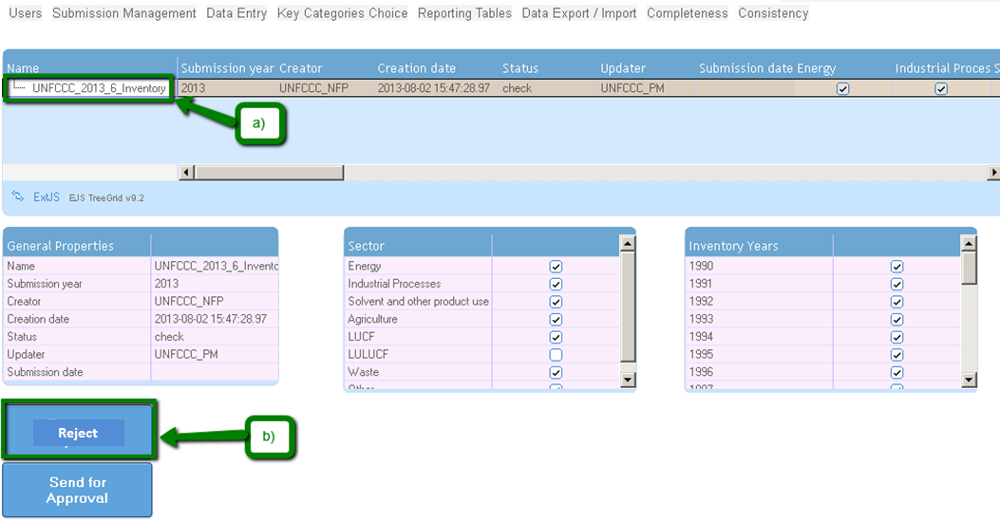 Users Submission Management Data Entry Key Categories Choice Reporting Tables Data Export / Import Completeness Consistency
Name Submission year Creator Creation date Status Updater Submission date Energy Industrial Proces S
UNFCCC_2013_6_Inventory 2013 UNFCCC_NFP 2013-08-02 15:47:28.97 check UNFCCC_PM
a)
ExtJS EJS TreeGrid v9.2
General Properties
Name UNFCCC_2013_6_Invento
Submission year 2013
Creator UNFCCC_NFP
Creation date 2013-08-02 15:47:28.97
Status check
Updater UNFCCC_PM
Submission date
Sector
Energy
Industrial Processes
Solvent and other product use
Agriculture
LUCF
LULUCF
Waste
Other
Inventory Years
1990
1991
1992
1993
1994
1995
1996
1997
Reject
b)
Send for
Approval